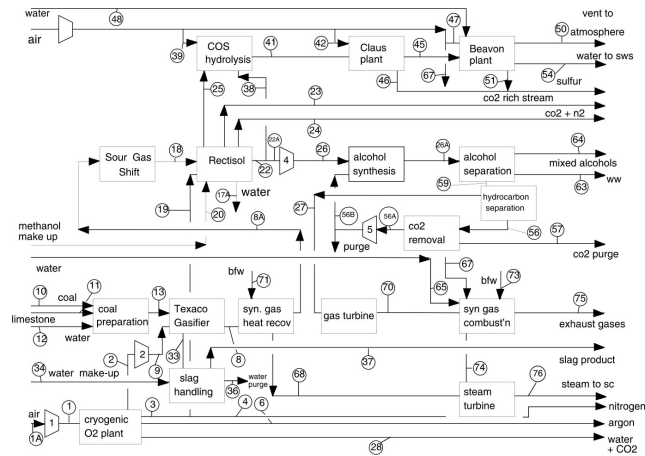 water
48
47
50
vent to
air
atmosphere
39
COS
hydrolysis
41
42
Claus
plant
45
Beavon
plant
water to sws
54
46
67
51
sulfur
25
38
23
co2 rich stream
24
co2 + n2
18
Sour Gas
Shift
Rectisol
22A
22
4
26
alcohol
synthesis
26A
alcohol
separation
64
mixed alcohols
63
ww
19
20
17A
water
27
59
hydrocarbon
separation
8A
56B
5
56A
co2
removal
56
57
methanol
make up
purge
co2 purge
water
67
10
11
coal
13
bfw
71
65
bfw
73
limestone
coal
preparation
Texaco
Gasifier
syn. gas
heat recov
gas turbine
70
syn gas
combust'n
75
exhaust gases
12
water
2
2
9
33
8
37
slag product
34
water make-up
slag
handling
water
purge
36
68
74
steam
turbine
76
steam to sc
nitrogen
air
1
1A
1
cryogenic
O2 plant
3
4
6
argon
28
water
+ CO2